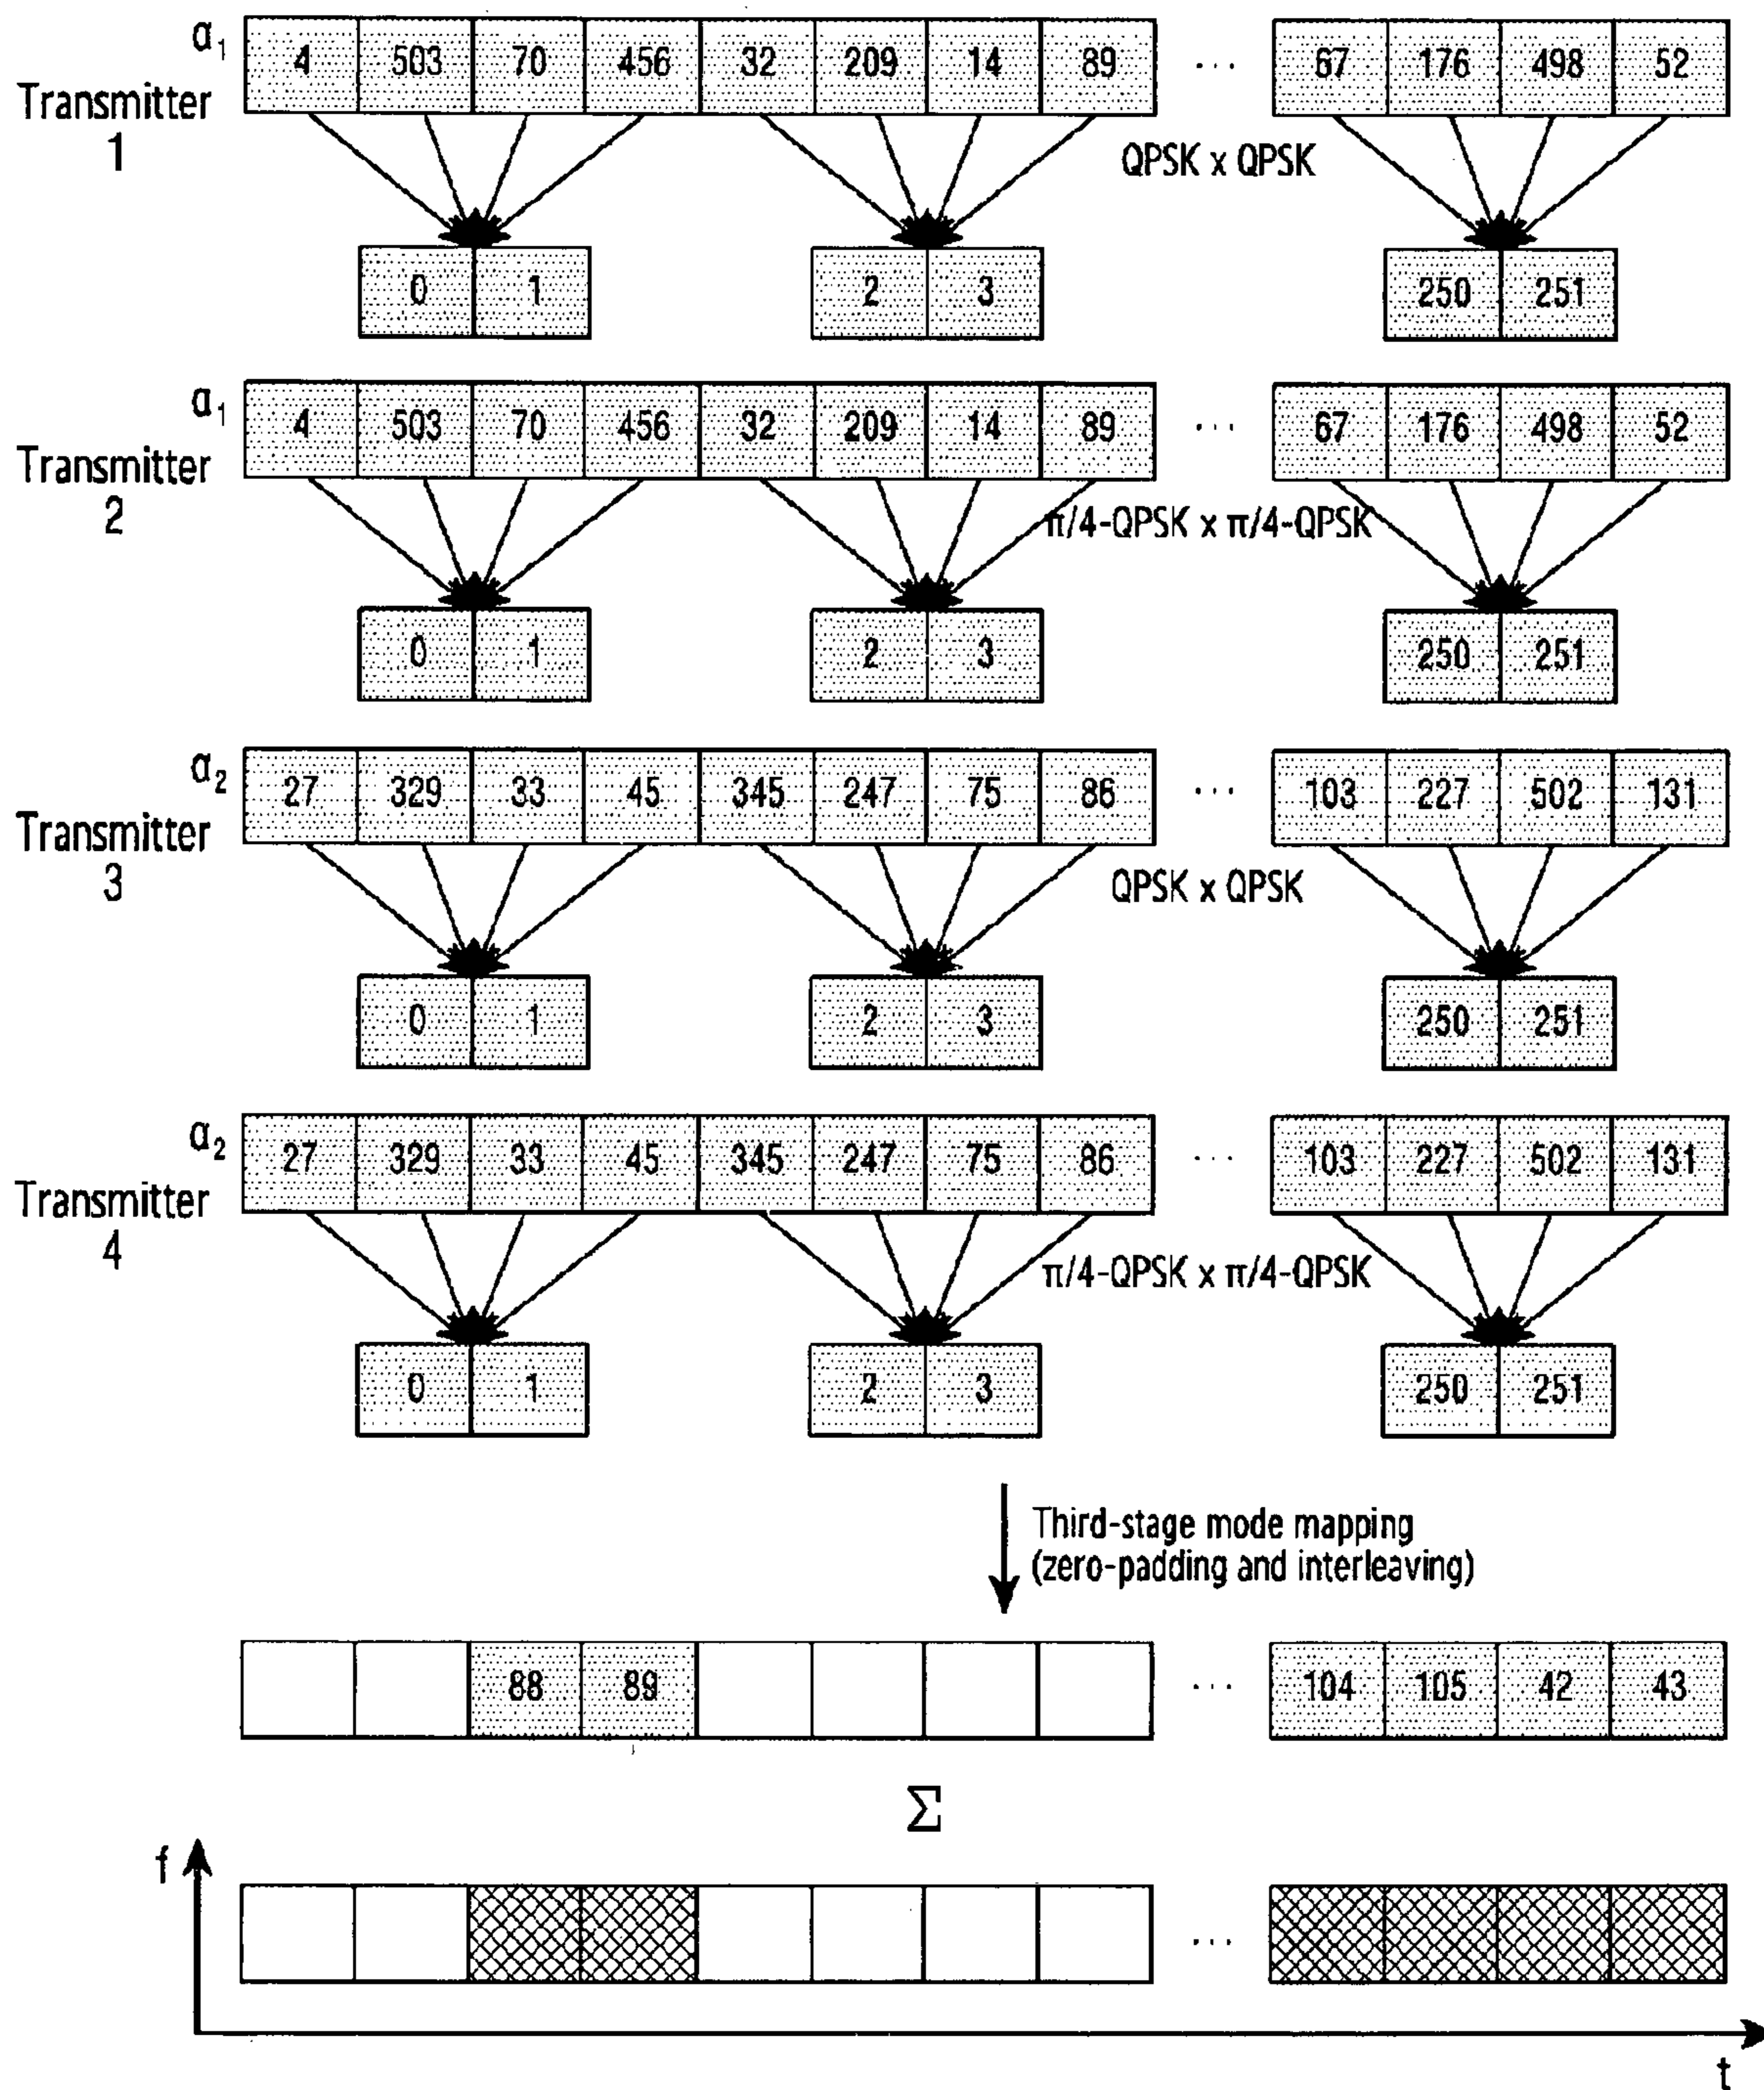 α1 4 503 70 456 32 209 14 89 ... 67 176 498 52
Transmitter
1
QPSK x QPSK
0 1 2 3 250 251
α1 4 503 70 456 32 209 14 89 ... 67 176 498 52
Transmitter
2
π/4-QPSK x π/4-QPSK
0 1 2 3 250 251
α2 27 329 33 45 345 247 75 86 ... 103 227 502 131
Transmitter
3
QPSK x QPSK
0 1 2 3 250 251
α2 27 329 33 45 345 247 75 86 ... 103 227 502 131
Transmitter
4
π/4-QPSK x π/4-QPSK
0 1 2 3 250 251
Third-stage mode mapping
(zero-padding and interleaving)
88 89 ... 104 105 42 43
Σ
f
...
t